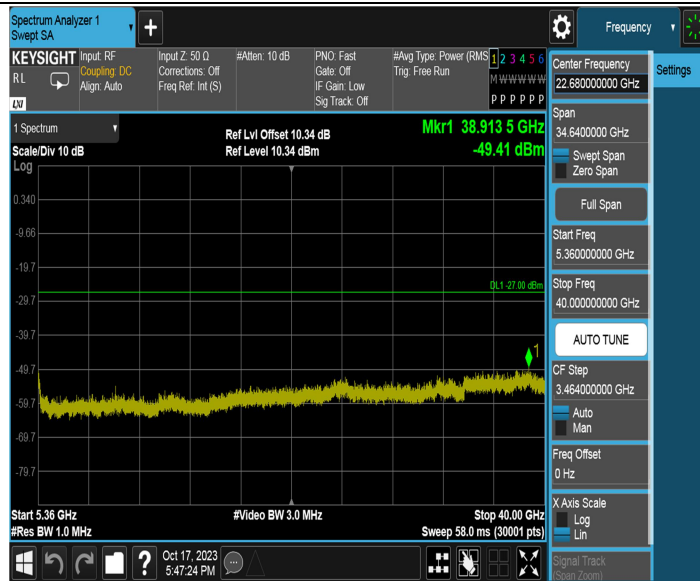 Spectrum Analyzer 1
Swept SA
+
Frequency
KEYSIGHT
RL
LXI
Input: RF
Coupling: DC
Align: Auto
Input Z: 50 Ω
Corrections: Off
Freq Ref: Int (S)
#Atten: 10 dB
PNO: Fast
Gate: Off
IF Gain: Low
Sig Track: Off
#Avg Type: Power (RMS
Trig: Free Run
1 2 3 4 5 6
M W W W W W
P P P P P P
1 Spectrum
Scale/Div 10 dB
Log
Ref Lvl Offset 10.34 dB
Ref Level 10.34 dBm
Mkr1 38.913 5 GHz
-49.41 dBm
0.340
-9.66
-19.7
-29.7
-39.7
-49.7
-59.7
-69.7
-79.7
DL1 -27.00 dBm
1
Start 5.36 GHz
#Res BW 1.0 MHz
#Video BW 3.0 MHz
Stop 40.00 GHz
Sweep 58.0 ms (30001 pts)
?
Oct 17, 2023
5:47:24 PM
Center Frequency
22.680000000 GHz
Settings
Span
34.6400000 GHz
Swept Span
Zero Span
Full Span
Start Freq
5.360000000 GHz
Stop Freq
40.000000000 GHz
AUTO TUNE
CF Step
3.464000000 GHz
Auto
Man
Freq Offset
0 Hz
X Axis Scale
Log
Lin
Signal Track
(Span Zoom)